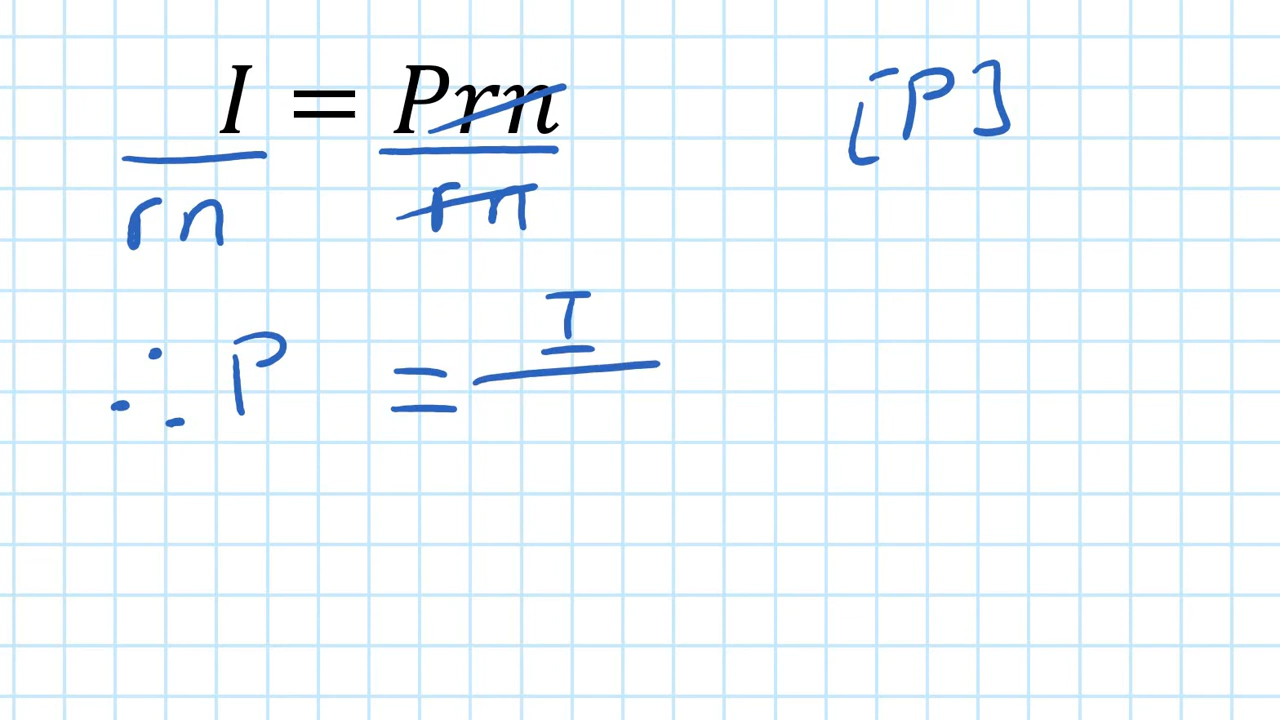 I = Prn [P]
rn rn
∴ P = I